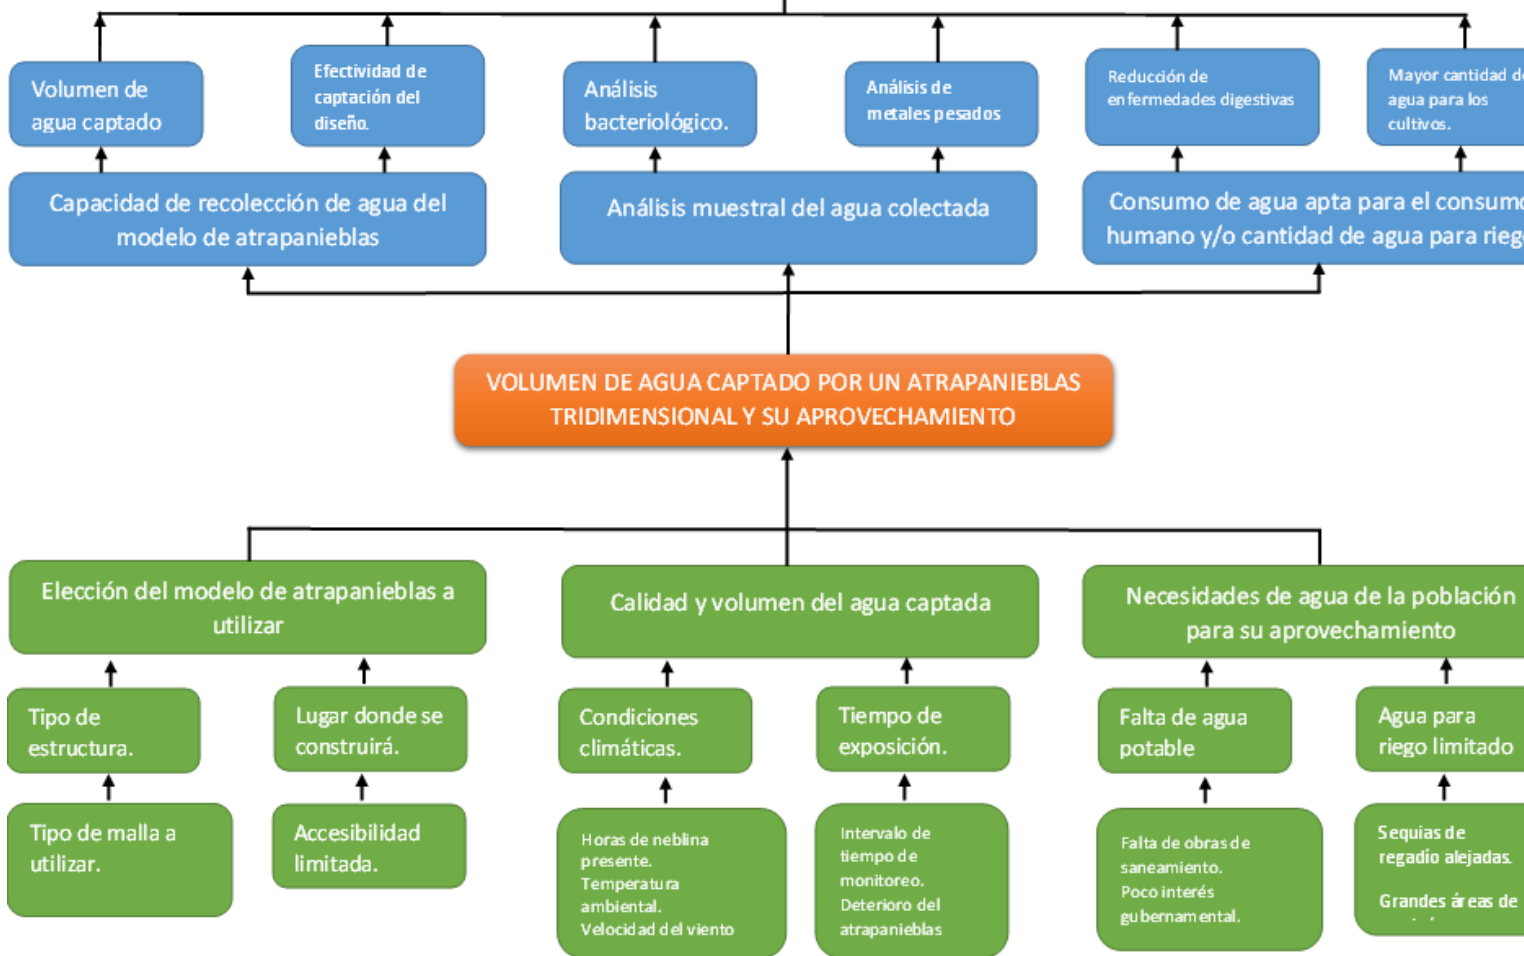 Volumen de
agua captado
Efectividad de
captación del
diseño.
Análisis
bacteriológico.
Análisis de
metales pesados
Reducción de
enfermedades digestivas
Mayor cantidad de
agua para los
cultivos.
Capacidad de recolección de agua del
modelo de atrapanieblas
Análisis muestral del agua colectada
Consumo de agua apta para el consumo
humano y/o cantidad de agua para riego
VOLUMEN DE AGUA CAPTADO POR UN ATRAPANIEBLAS
TRIDIMENSIONAL Y SU APROVECHAMIENTO
Elección del modelo de atrapanieblas a
utilizar
Calidad y volumen del agua captada
Necesidades de agua de la población
para su aprovechamiento
Tipo de
estructura.
Lugar donde se
construirá.
Condiciones
climáticas.
Tiempo de
exposición.
Falta de agua
potable
Agua para
riego limitado
Tipo de malla a
utilizar.
Accesibilidad
limitada.
Horas de neblina
presente.
Temperatura
ambiental.
Velocidad del viento
Intervalo de
tiempo de
monitoreo.
Deterioro del
atrapanieblas
Falta de obras de
saneamiento.
Poco interés
gubernamental.
Sequias de
regadío alejadas.
Grandes áreas de